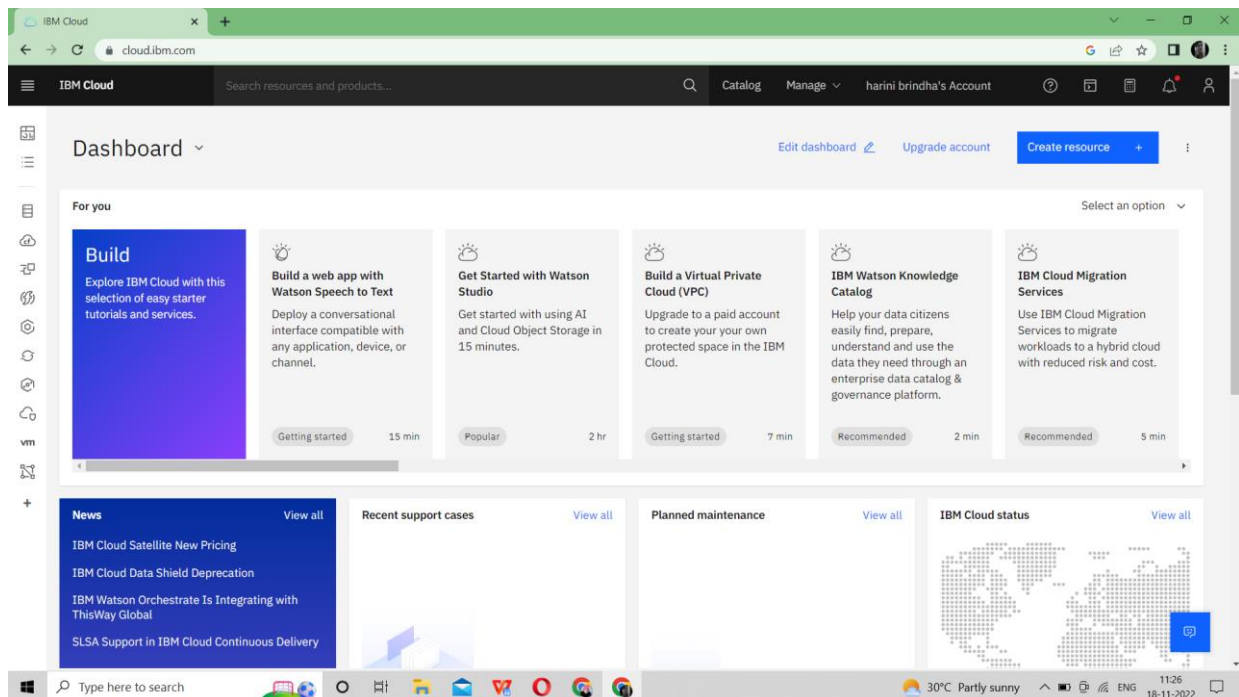 IBM Cloud
cloud.ibm.com
IBM Cloud
Search resources and products...
Catalog
Manage
harini brindha's Account
Dashboard
Edit dashboard
Upgrade account
Create resource +
For you
Select an option
Build
Explore IBM Cloud with this
selection of easy starter
tutorials and services.
Build a web app with
Watson Speech to Text
Deploy a conversational
interface compatible with
any application, device, or
channel.
Getting started
15 min
Get Started with Watson
Studio
Get started with using AI
and Cloud Object Storage in
15 minutes.
Popular
2 hr
Build a Virtual Private
Cloud (VPC)
Upgrade to a paid account
to create your your own
protected space in the IBM
Cloud.
Getting started
7 min
IBM Watson Knowledge
Catalog
Help your data citizens
easily find, prepare,
understand and use the
data they need through an
enterprise data catalog &
governance platform.
Recommended
2 min
IBM Cloud Migration
Services
Use IBM Cloud Migration
Services to migrate
workloads to a hybrid cloud
with reduced risk and cost.
Recommended
5 min
vm
News
View all
IBM Cloud Satellite New Pricing
IBM Cloud Data Shield Deprecation
IBM Watson Orchestrate Is Integrating with
ThisWay Global
SLSA Support in IBM Cloud Continuous Delivery
Recent support cases
View all
Planned maintenance
View all
IBM Cloud status
View all
Type here to search
30°C Partly sunny
ENG
11:26
18-11-2022